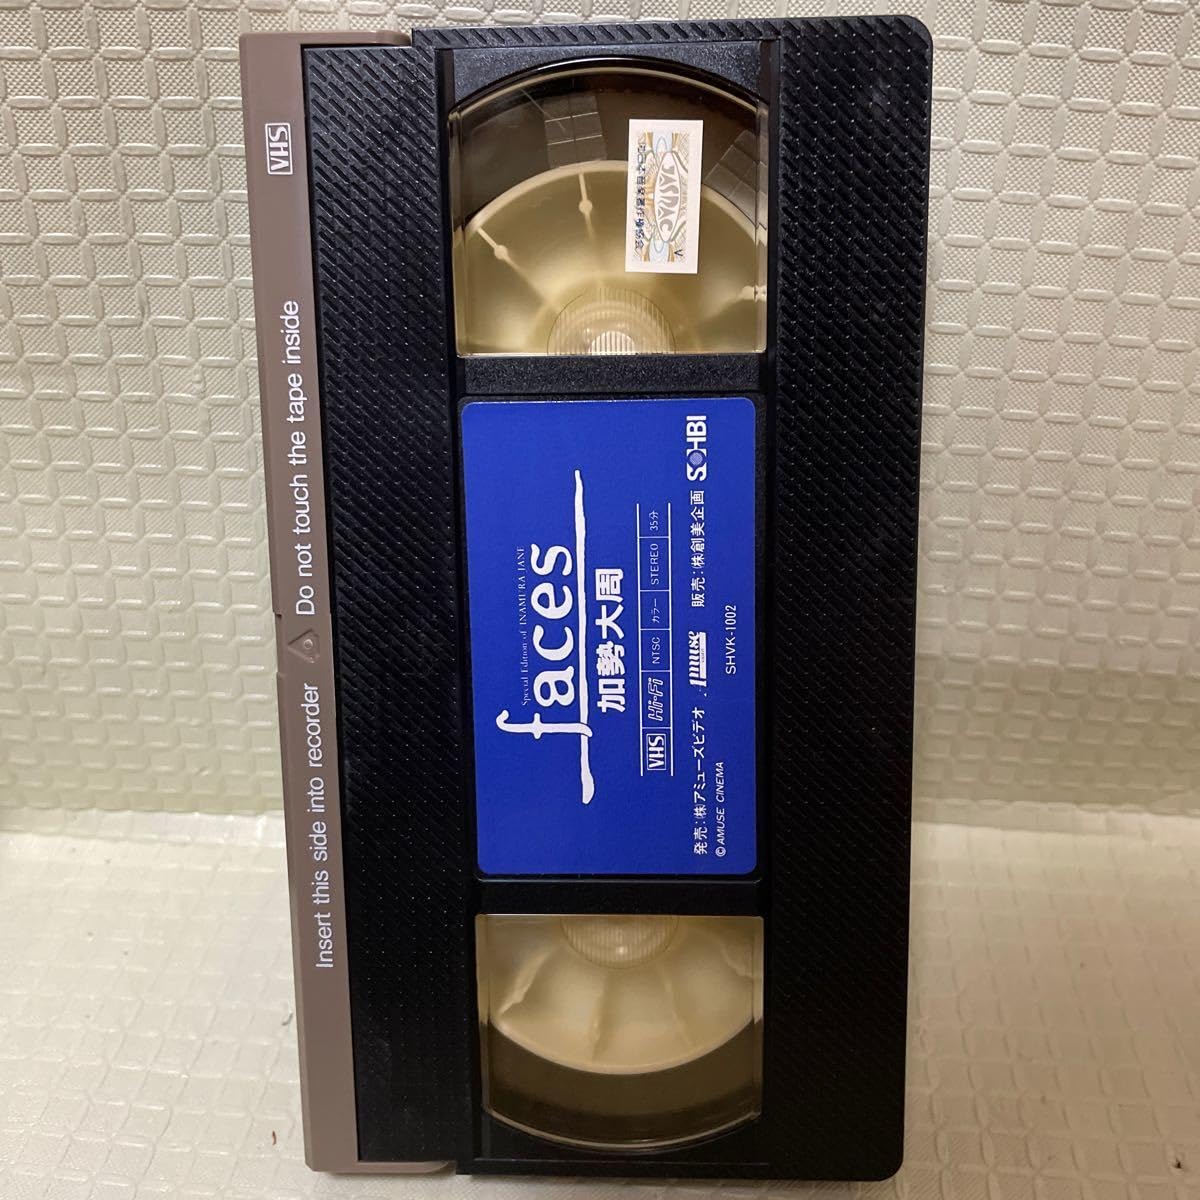 VHS
Insert this side into recorder Do not touch the tape inside
JASRAC
V
Special Edition of INAMURA JANE
faces
加勢大周
VHS Hi-Fi NTSC カラー STEREO 35分
発売:㈱アミューズビデオ Amuse 販売:㈱創美企画 SOHBI
© AMUSE CINEMA SHVK-1002